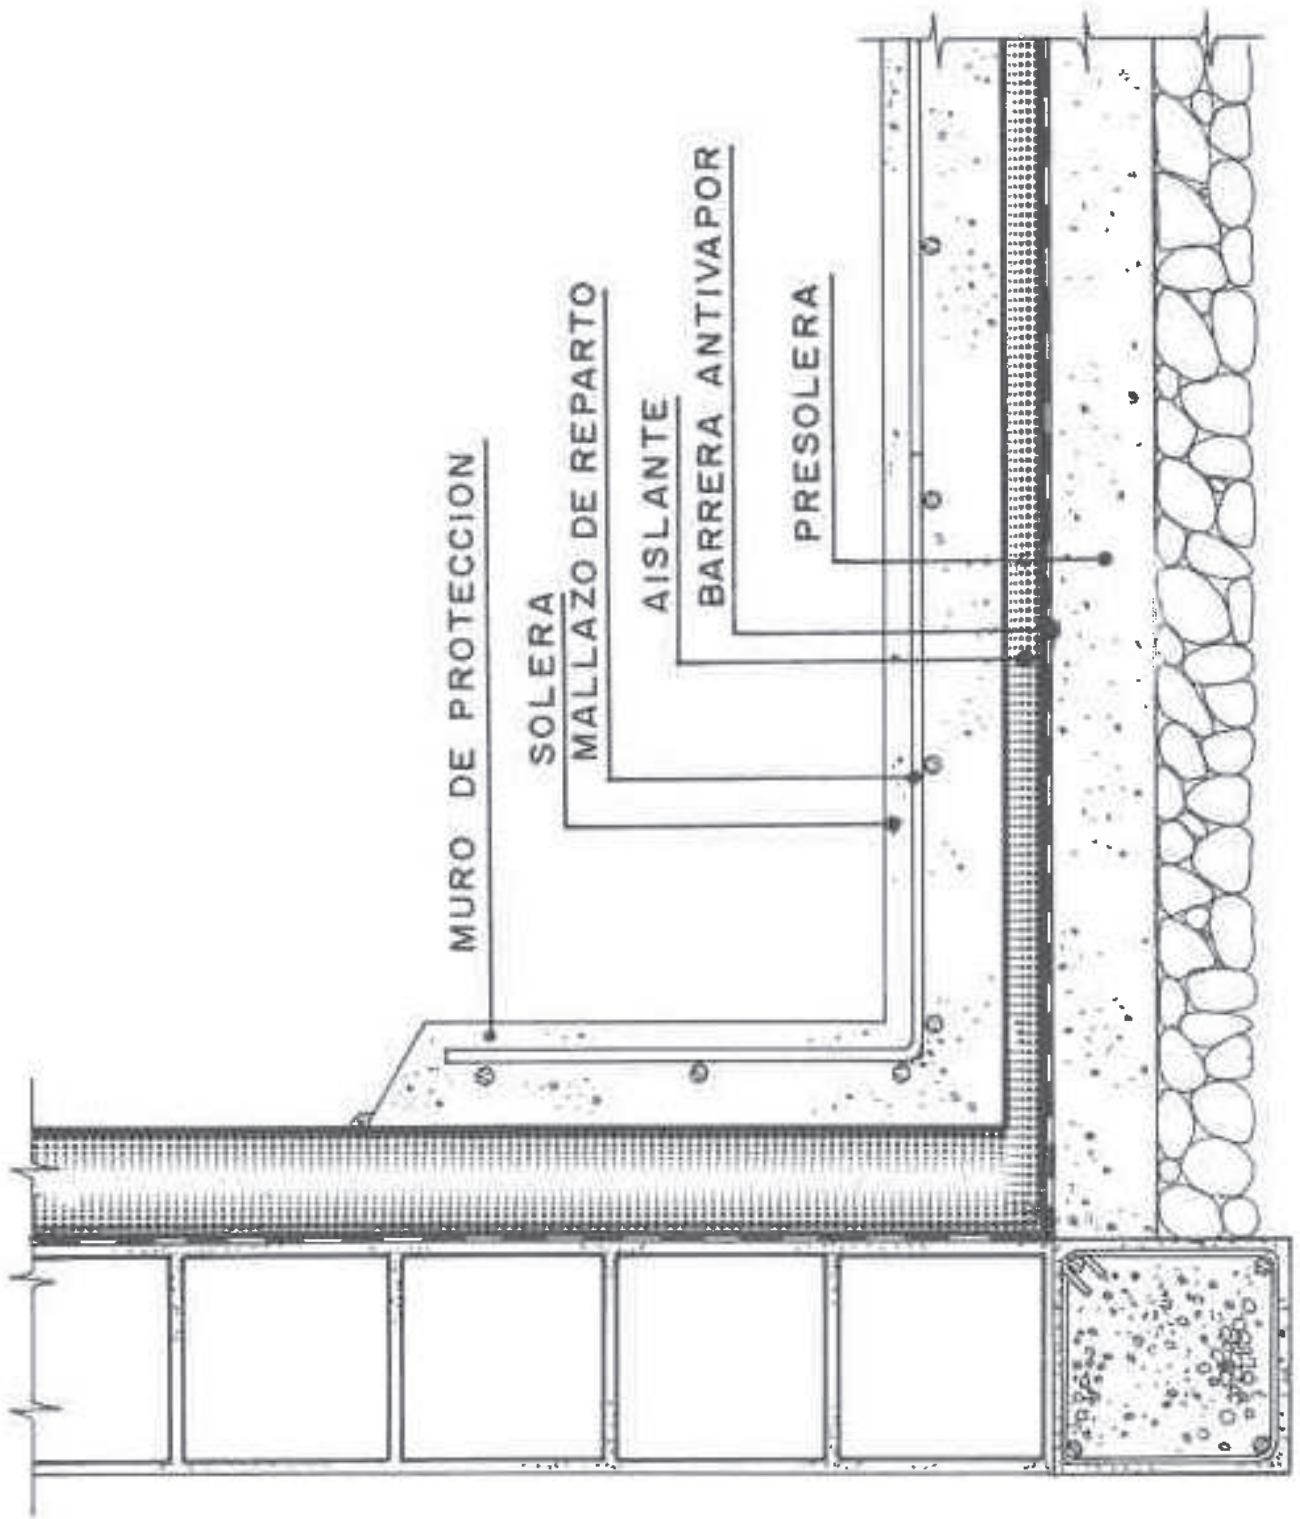 MURO DE PROTECCION
SOLERA
MALLAZO DE REPARTO
AISLANTE
BARRERA ANTIVAPOR
PRESOLERA